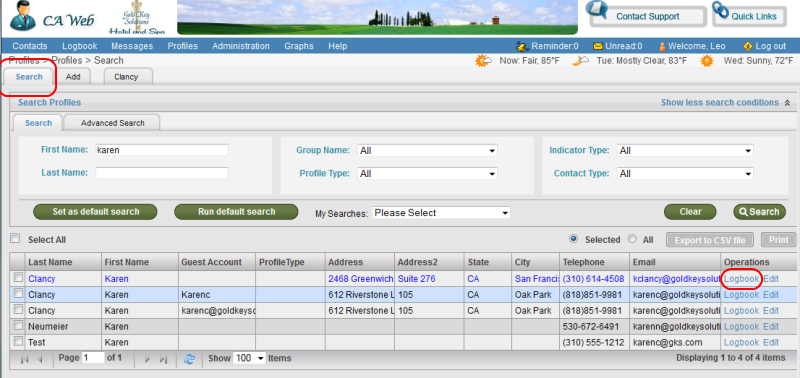 CA Web
GoldKey
Solutions
Hotel and Spa
Contact Support
Quick Links
Contacts Logbook Messages Profiles Administration Graphs Help Reminder:0 Unread:0 Welcome, Leo Log out
Profiles > Profiles > Search Now: Fair, 85°F Tue: Mostly Clear, 83°F Wed: Sunny, 72°F
Search Add Clancy
Search Profiles Show less search conditions
Search Advanced Search
First Name: karen Group Name: All Indicator Type: All
Last Name: Profile Type: All Contact Type: All
Set as default search Run default search My Searches: Please Select Clear Search
Select All Selected All Export to CSV file Print
Last Name First Name Guest Account ProfileType Address Address2 State City Telephone Email Operations
Clancy Karen 2468 Greenwich Suite 276 CA San Francis (310) 614-4508 kclancy@goldkeysolut Logbook Edit
Clancy Karen Karenc 612 Riverstone L 105 CA Oak Park (818)851-9981 karenc@goldkeysoluti Logbook Edit
Clancy Karen karenc@goldkeysc 612 Riverstone L 105 CA Oak Park (818)851-9981 karenc@goldkeysoluti Logbook Edit
Neumeier Karen 530-672-6491 karenn@goldkeysoluti Logbook Edit
Test Karen (310) 555-1212 karen@gks.com Logbook Edit
Page 1 of 1 Show 100 Items Displaying 1 to 4 of 4 items